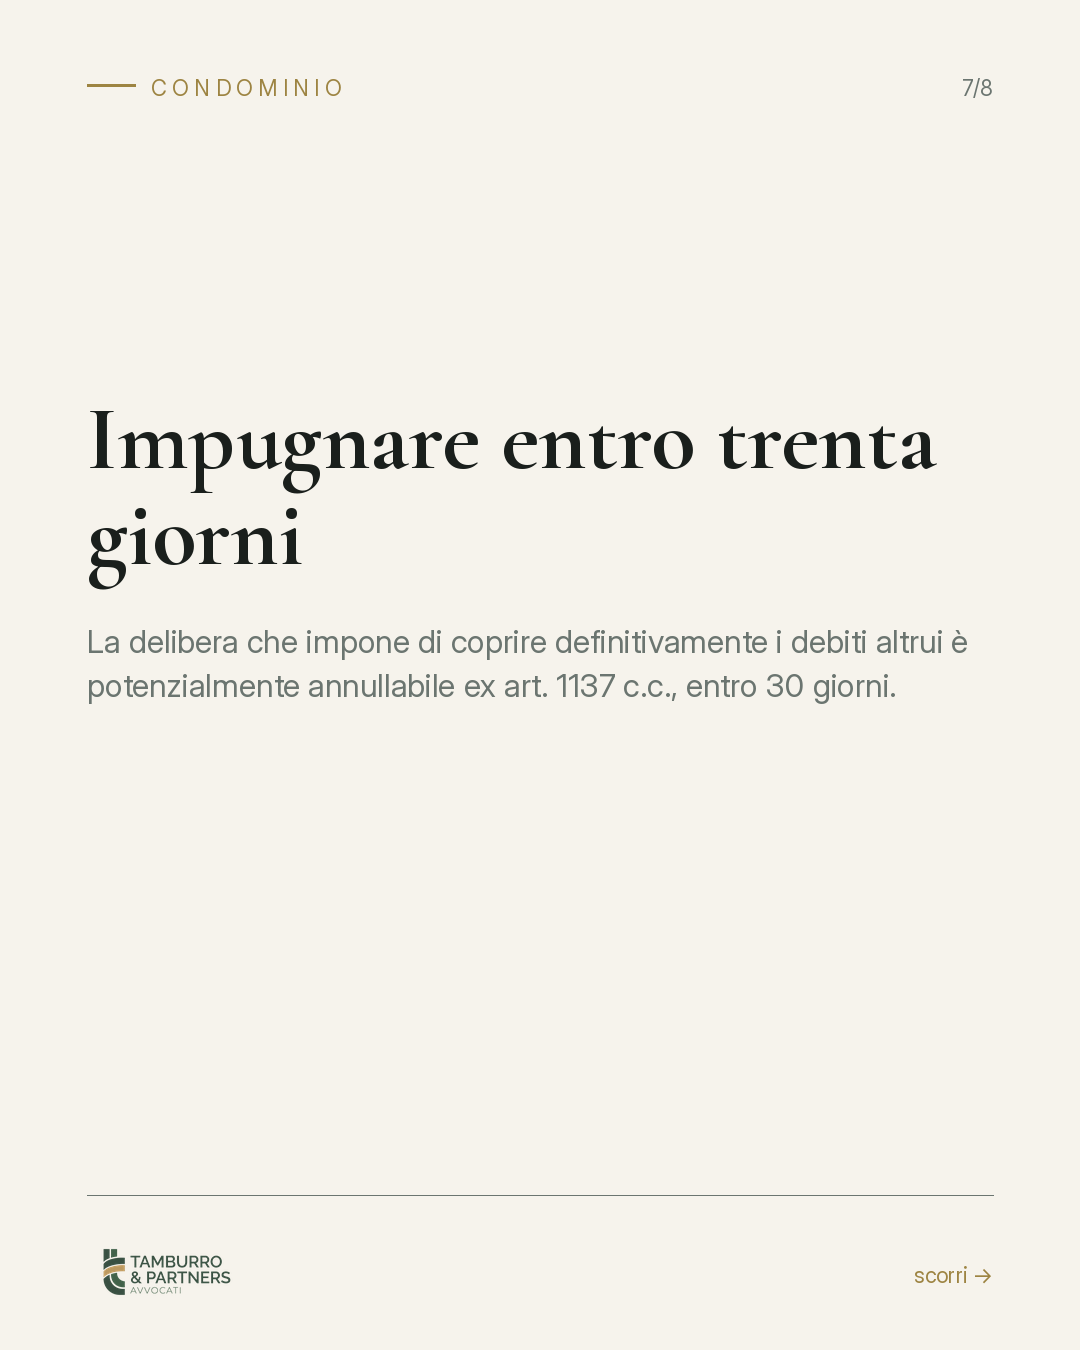 CONDOMINIO
7/8
Impugnare entro trenta
giorni
La delibera che impone di coprire definitivamente i debiti altrui è
potenzialmente annullabile ex art. 1137 c.c., entro 30 giorni.
TAMBURRO
& PARTNERS
AVVOCATI
scorri →